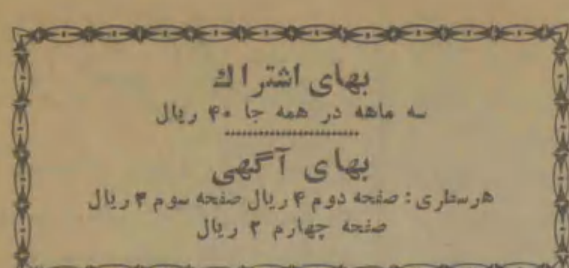 بهای اشتراك
سه ماهه در همه جا ۴۰ ریال
بهای آگهی
هرسطری: صفحه دوم ۴ ریال صفحه سوم ۳ ریال
صفحه چهارم ۲ ریال